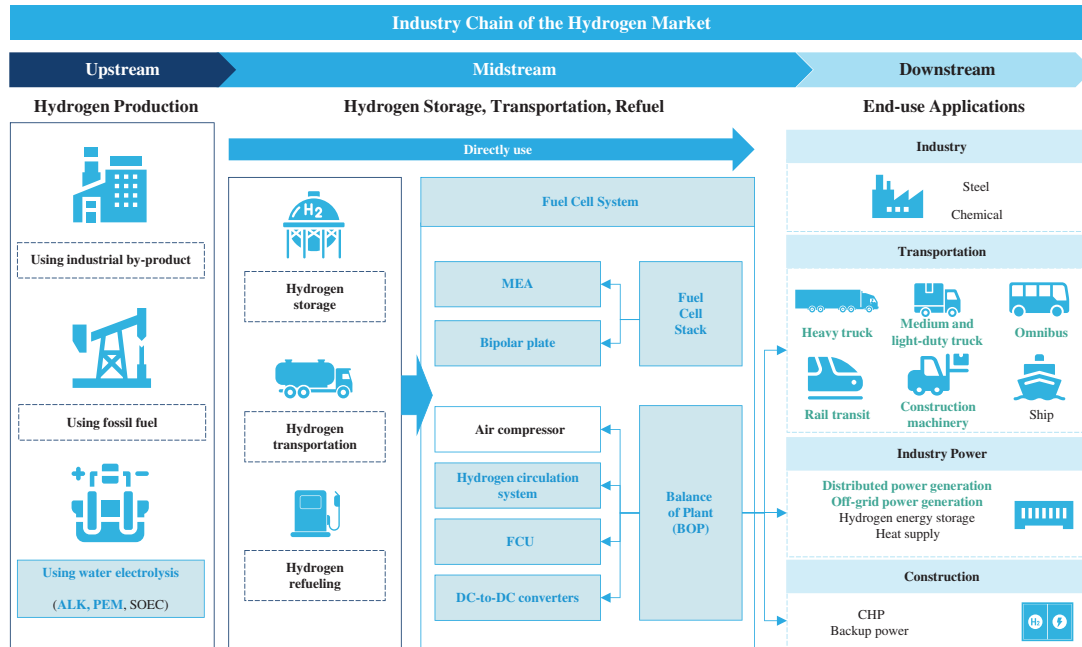 Industry Chain of the Hydrogen Market
Upstream
Midstream
Downstream
Hydrogen Production
Hydrogen Storage, Transportation, Refuel
End-use Applications
Using industrial by-product
Using fossil fuel
Using water electrolysis
(ALK, PEM, SOEC)
Directly use
H2
Hydrogen
storage
Hydrogen
transportation
Hydrogen
refueling
Fuel Cell System
MEA
Bipolar plate
Fuel
Cell
Stack
Air compressor
Hydrogen circulation
system
FCU
DC-to-DC converters
Balance
of Plant
(BOP)
Industry
Steel
Chemical
Transportation
Heavy truck
Medium and
light-duty truck
Omnibus
Rail transit
Construction
machinery
Ship
Industry Power
Distributed power generation
Off-grid power generation
Hydrogen energy storage
Heat supply
Construction
CHP
Backup power
H2